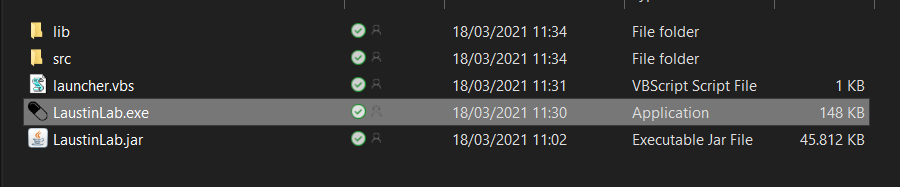 lib 18/03/2021 11:34 File folder
src 18/03/2021 11:34 File folder
launcher.vbs 18/03/2021 11:31 VBScript Script File 1 KB
LaustinLab.exe 18/03/2021 11:30 Application 148 KB
LaustinLab.jar 18/03/2021 11:02 Executable Jar File 45.812 KB